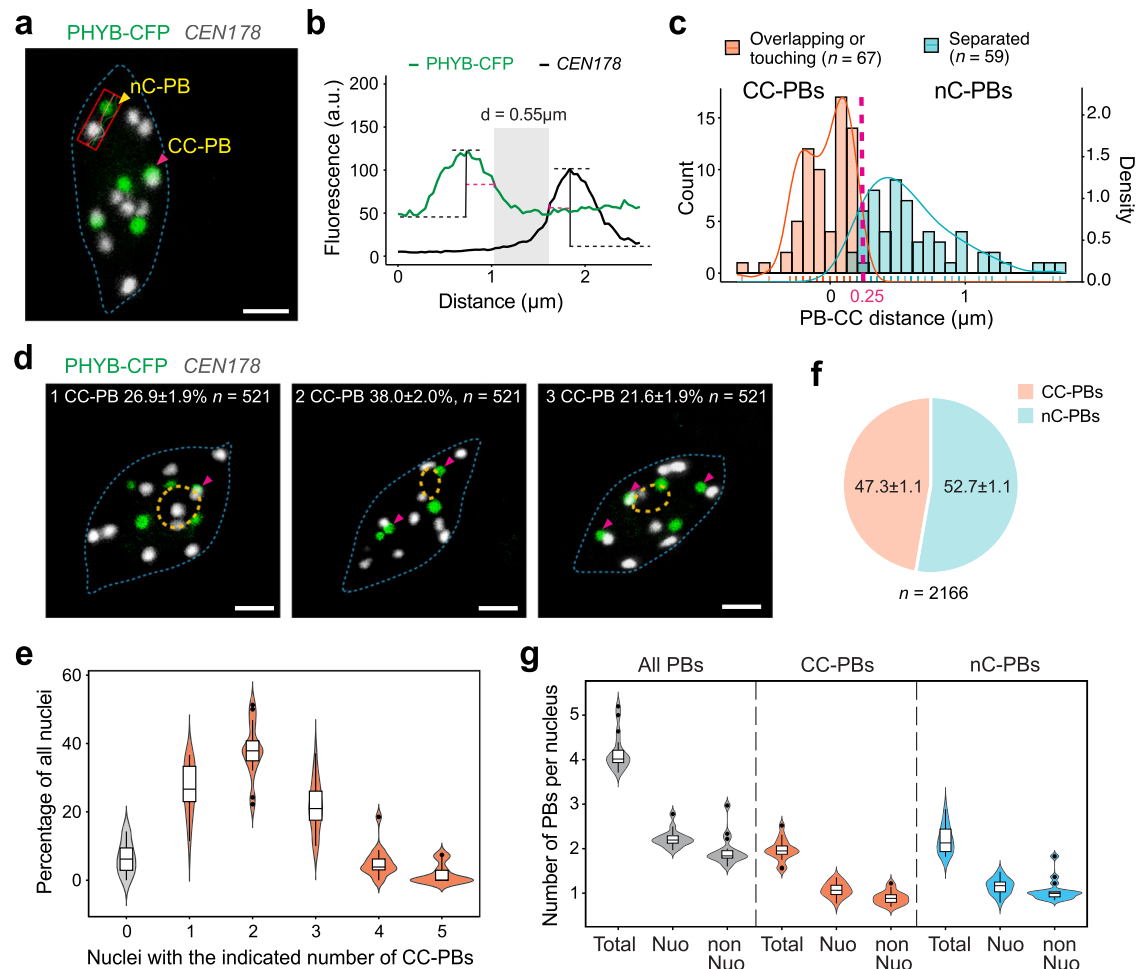 a
PHYB-CFP CEN178
nC-PB
CC-PB
b
PHYB-CFP CEN178
200
150
100
50
0
Fluorescence (a.u.)
d = 0.55µm
0 1 2
Distance (µm)
c
Overlapping or
touching (n = 67)
Separated
(n = 59)
CC-PBs nC-PBs
15
10
5
0
Count
2.0
1.5
1.0
0.5
0.0
Density
0 0.25 1
PB-CC distance (µm)
d
PHYB-CFP CEN178
1 CC-PB 26.9±1.9% n = 521
2 CC-PB 38.0±2.0%, n = 521
3 CC-PB 21.6±1.9% n = 521
f
CC-PBs
nC-PBs
47.3±1.1 52.7±1.1
n = 2166
e
60
40
20
0
Percentage of all nuclei
0 1 2 3 4 5
Nuclei with the indicated number of CC-PBs
g
All PBs CC-PBs nC-PBs
5
4
3
2
1
Number of PBs per nucleus
Total Nuo non Total Nuo non Total Nuo non
Nuo Nuo Nuo